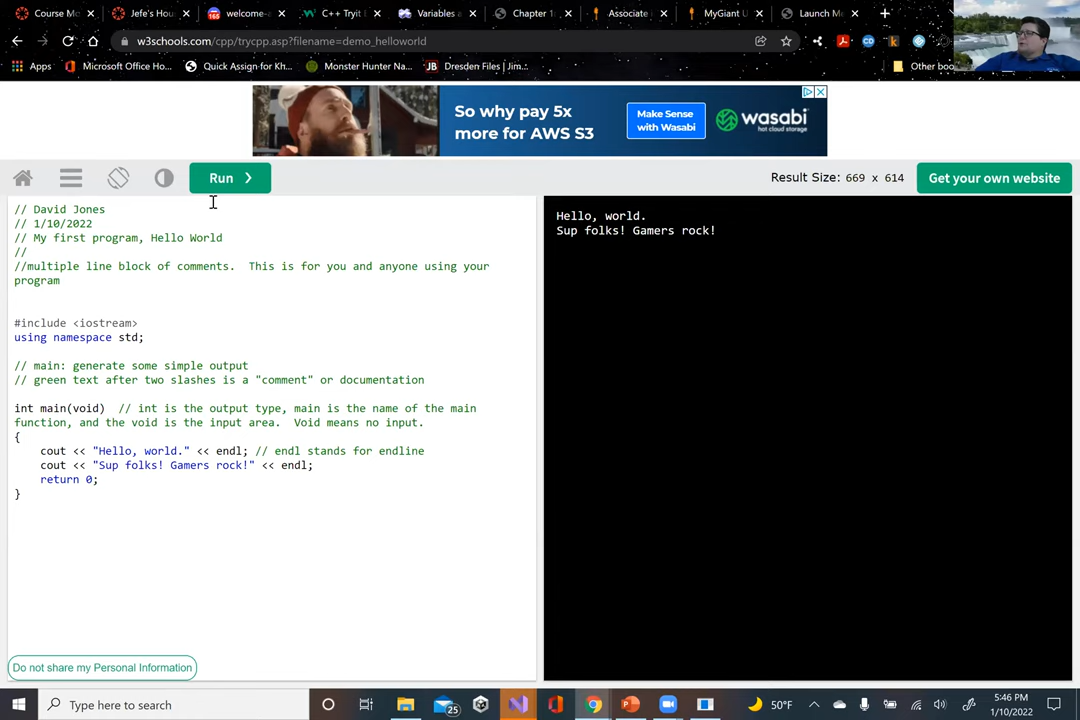 Course Mo
Jefe's Hou
165
welcome-
C++ Tryit E
Variables a
Chapter 1
Associate
MyGiant U
Launch Me
w3schools.com/cpp/trycpp.asp?filename=demo_helloworld
Apps
Microsoft Office Ho...
Quick Assign for Kh...
Monster Hunter Na...
JB
Dresden Files | Jim...
CD
k
Other boo
So why pay 5x
more for AWS S3
Make Sense
with Wasabi
wasabi
hot cloud storage
Run
Result Size: 669 x 614
Get your own website
// David Jones
// 1/10/2022
// My first program, Hello World
//
//multiple line block of comments.  This is for you and anyone using your
program
#include <iostream>
using namespace std;
// main: generate some simple output
// green text after two slashes is a "comment" or documentation
int main(void)  // int is the output type, main is the name of the main
function, and the void is the input area.  Void means no input.
{
cout << "Hello, world." << endl; // endl stands for endline
cout << "Sup folks! Gamers rock!" << endl;
return 0;
}
Hello, world.
Sup folks! Gamers rock!
Do not share my Personal Information
Type here to search
25
50°F
5:46 PM
1/10/2022